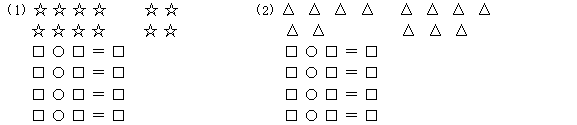 (1) ☆ ☆ ☆ ☆ ☆ ☆ (2) △ △ △ △ △ △ △ △
☆ ☆ ☆ ☆ ☆ ☆ △ △ △ △ △
□ ○ □ = □ □ ○ □ = □
□ ○ □ = □ □ ○ □ = □
□ ○ □ = □ □ ○ □ = □
□ ○ □ = □ □ ○ □ = □